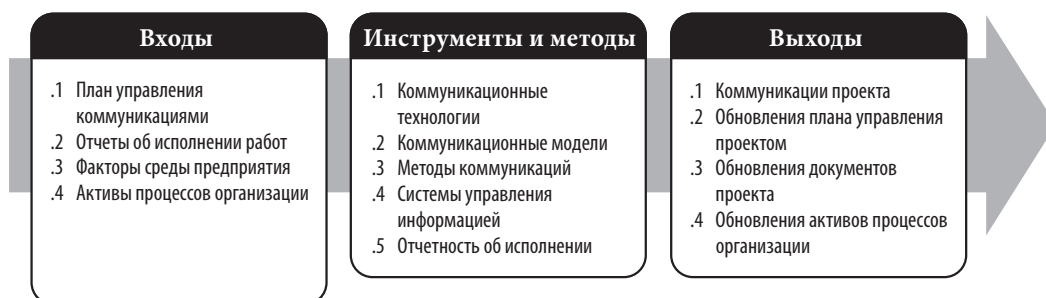 Входы
.1 План управления
коммуникациями
.2 Отчеты об исполнении работ
.3 Факторы среды предприятия
.4 Активы процессов организации
Инструменты и методы
.1 Коммуникационные
технологии
.2 Коммуникационные модели
.3 Методы коммуникаций
.4 Системы управления
информацией
.5 Отчетность об исполнении
Выходы
.1 Коммуникации проекта
.2 Обновления плана управления
проектом
.3 Обновления документов
проекта
.4 Обновления активов процессов
организации